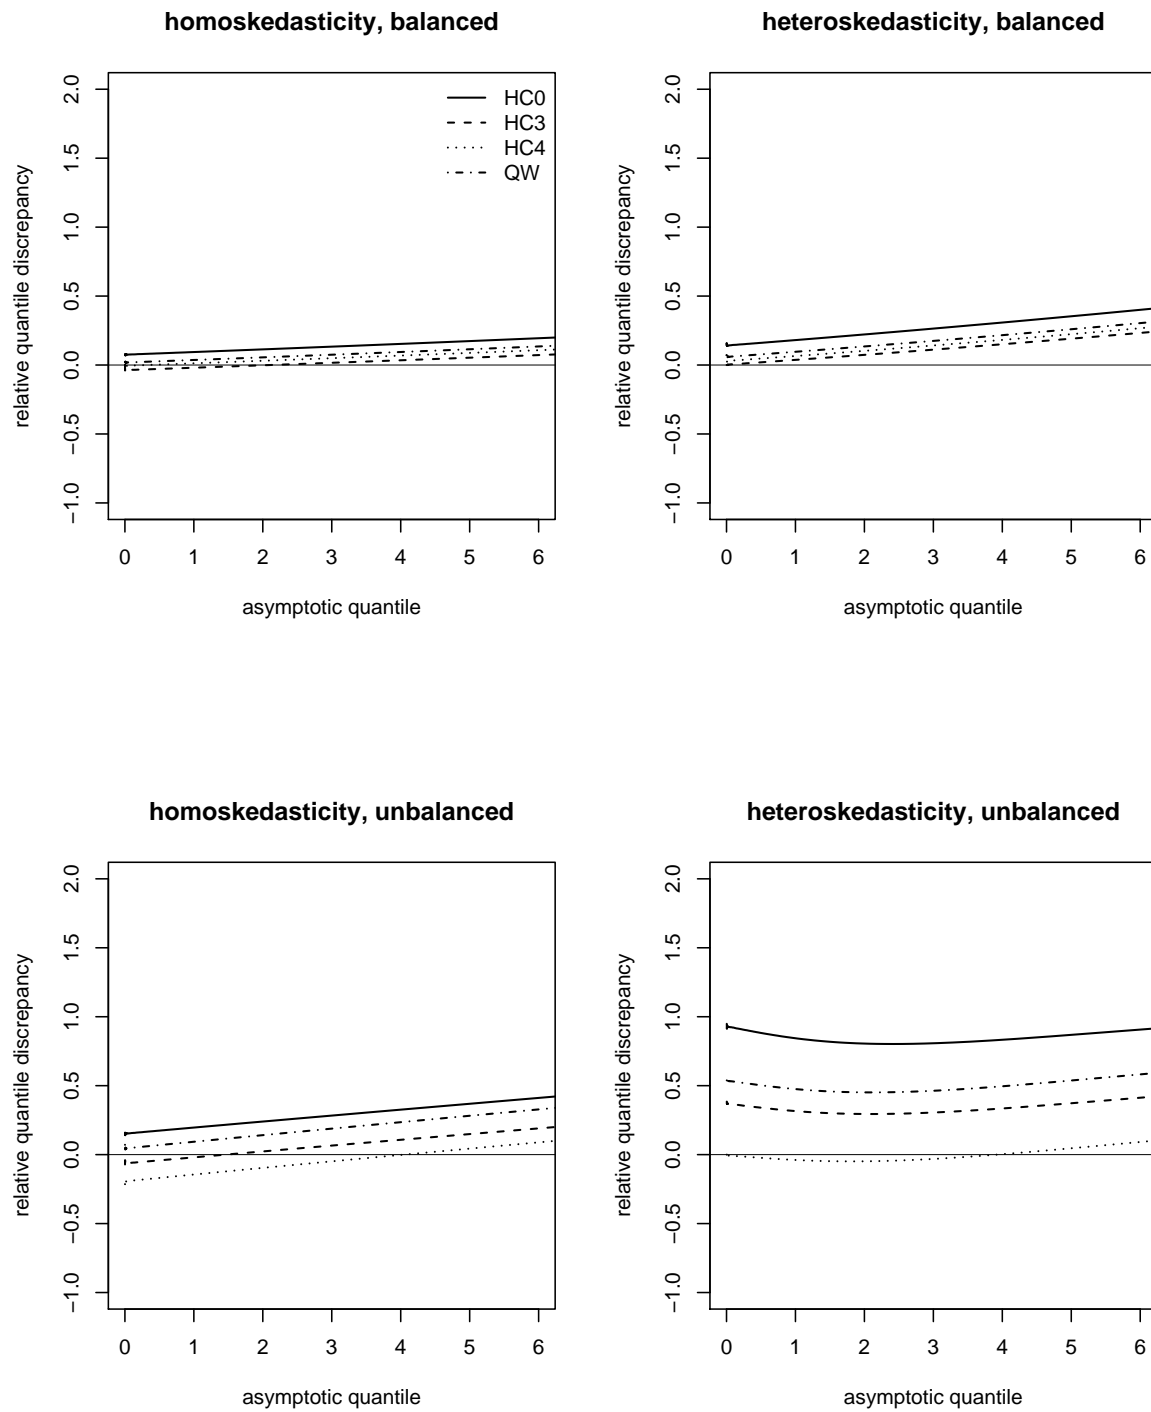 homoskedasticity, balanced
2.0
1.5
1.0
0.5
0.0
−0.5
−1.0
relative quantile discrepancy
HC0
HC3
HC4
QW
0 1 2 3 4 5 6
asymptotic quantile
heteroskedasticity, balanced
2.0
1.5
1.0
0.5
0.0
−0.5
−1.0
relative quantile discrepancy
0 1 2 3 4 5 6
asymptotic quantile
homoskedasticity, unbalanced
2.0
1.5
1.0
0.5
0.0
−0.5
−1.0
relative quantile discrepancy
0 1 2 3 4 5 6
asymptotic quantile
heteroskedasticity, unbalanced
2.0
1.5
1.0
0.5
0.0
−0.5
−1.0
relative quantile discrepancy
0 1 2 3 4 5 6
asymptotic quantile